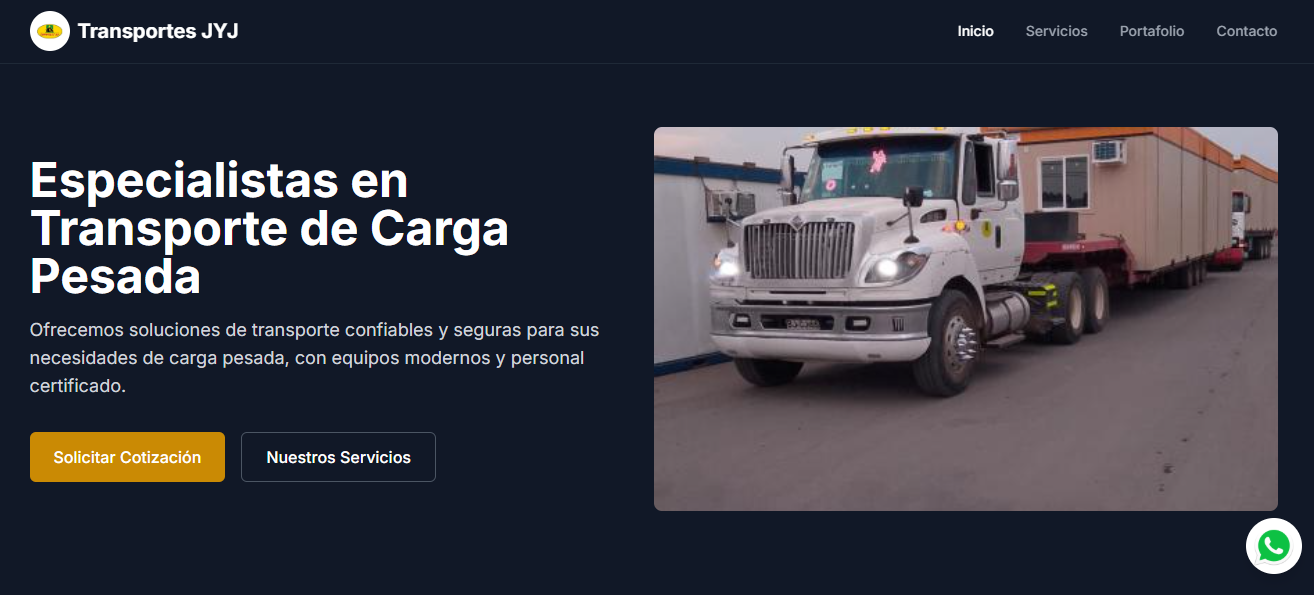 Transportes JYJ
Inicio
Servicios
Portafolio
Contacto
Especialistas en
Transporte de Carga
Pesada
Ofrecemos soluciones de transporte confiables y seguras para sus
necesidades de carga pesada, con equipos modernos y personal
certificado.
Solicitar Cotización
Nuestros Servicios